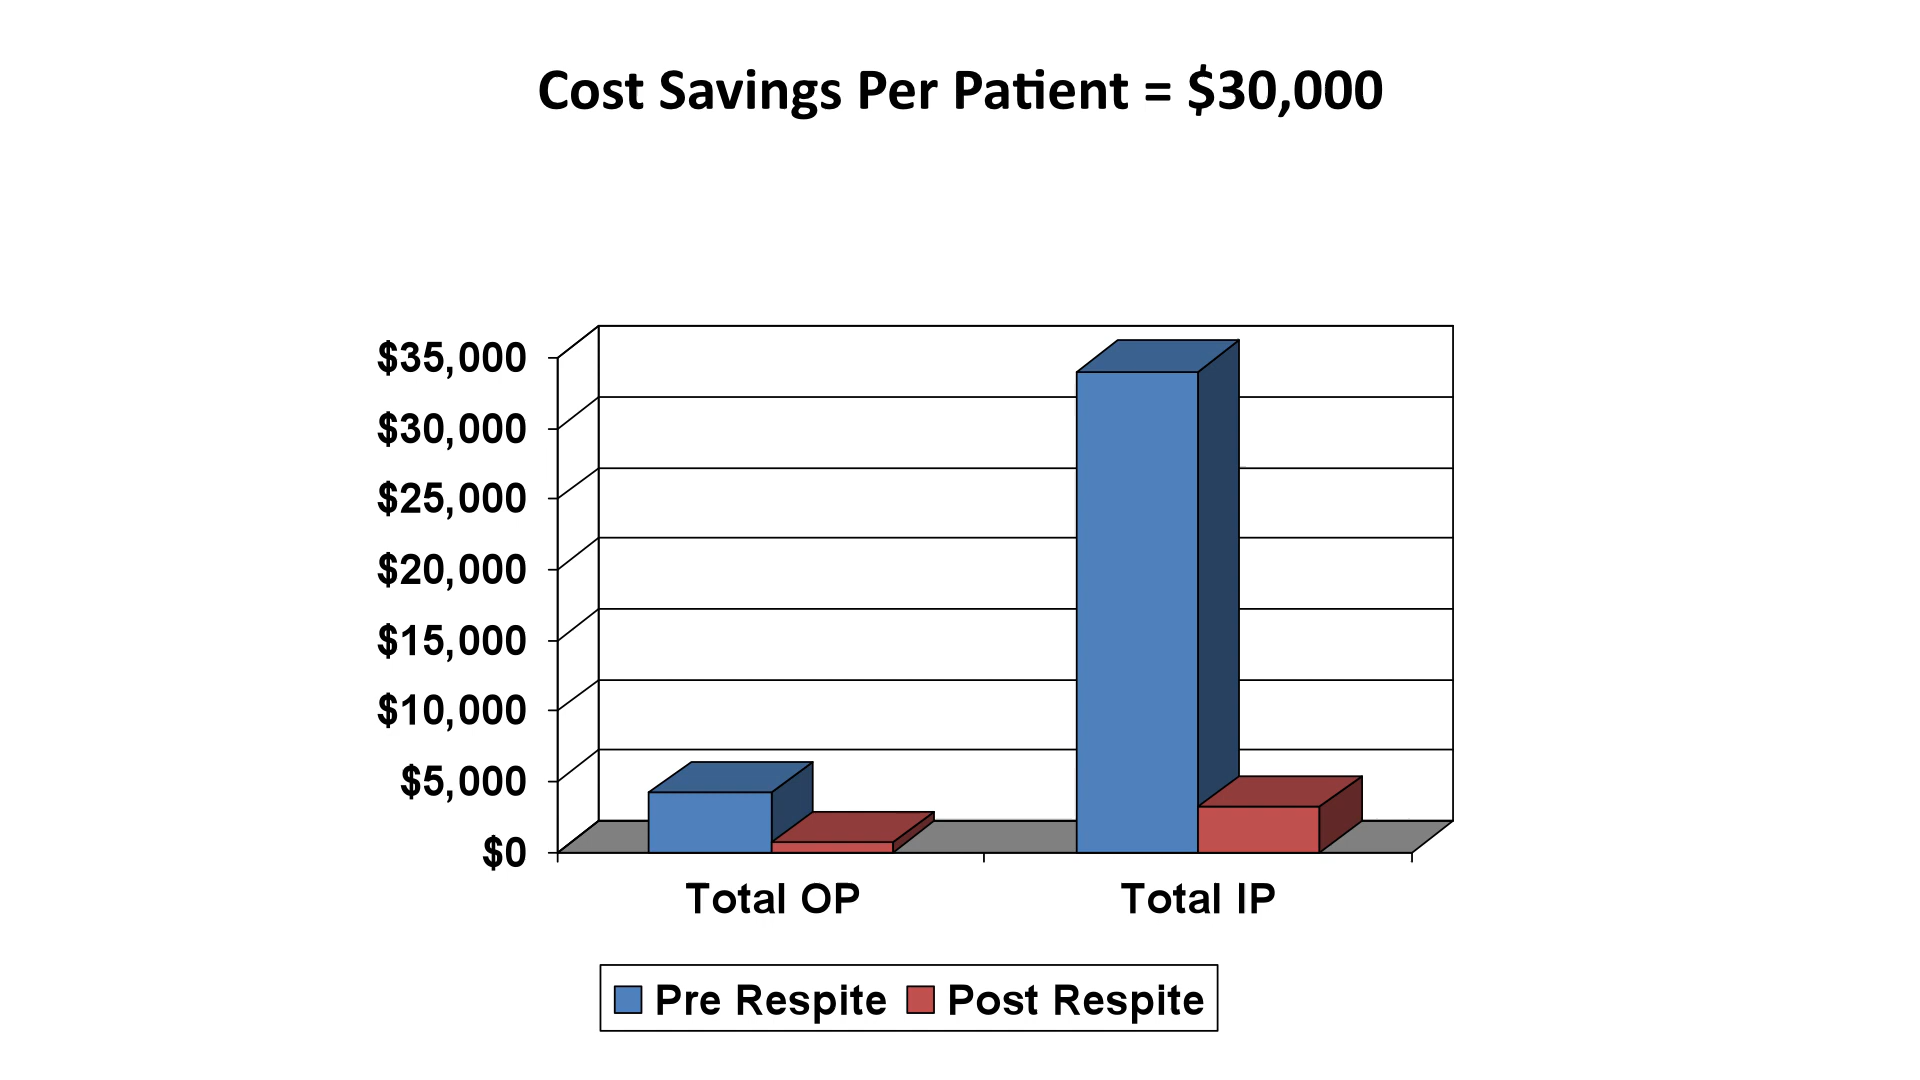 Cost Savings Per Patient = $30,000
$35,000
$30,000
$25,000
$20,000
$15,000
$10,000
$5,000
$0
Total OP
Total IP
Pre Respite
Post Respite